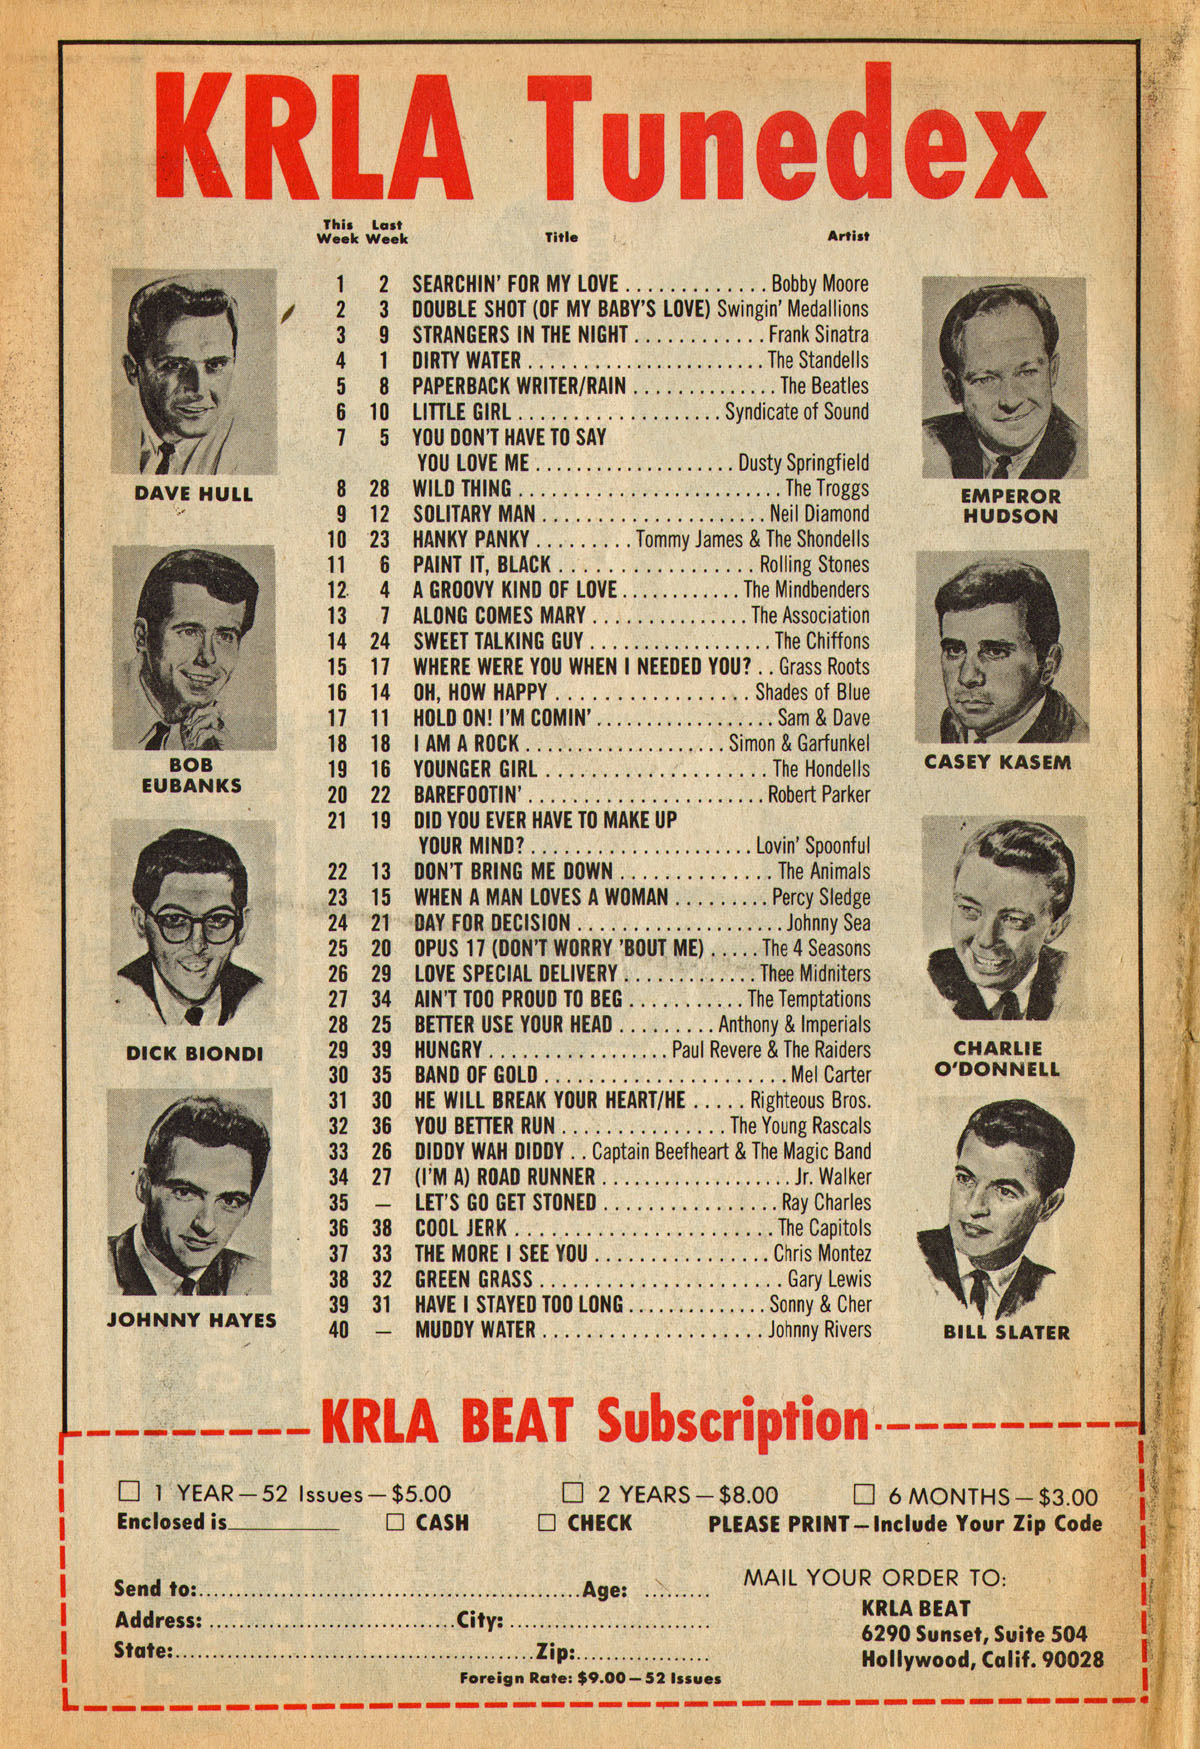 KRLA Tunedex
This Week Last Week Title Artist
1 2 SEARCHIN' FOR MY LOVE ............. Bobby Moore
2 3 DOUBLE SHOT (OF MY BABY'S LOVE) Swingin' Medallions
3 9 STRANGERS IN THE NIGHT ............ Frank Sinatra
4 1 DIRTY WATER ....................... The Standells
5 8 PAPERBACK WRITER/RAIN ............. The Beatles
6 10 LITTLE GIRL ................... Syndicate of Sound
7 5 YOU DON'T HAVE TO SAY
YOU LOVE ME ................... Dusty Springfield
8 28 WILD THING ......................... The Troggs
9 12 SOLITARY MAN ..................... Neil Diamond
10 23 HANKY PANKY ......... Tommy James & The Shondells
11 6 PAINT IT, BLACK .................. Rolling Stones
12 4 A GROOVY KIND OF LOVE ........... The Mindbenders
13 7 ALONG COMES MARY ............... The Association
14 24 SWEET TALKING GUY ................. The Chiffons
15 17 WHERE WERE YOU WHEN I NEEDED YOU? .. Grass Roots
16 14 OH, HOW HAPPY ................... Shades of Blue
17 11 HOLD ON! I'M COMIN' ................. Sam & Dave
18 18 I AM A ROCK ................... Simon & Garfunkel
19 16 YOUNGER GIRL ..................... The Hondells
20 22 BAREFOOTIN' ...................... Robert Parker
21 19 DID YOU EVER HAVE TO MAKE UP
YOUR MIND? ..................... Lovin' Spoonful
22 13 DON'T BRING ME DOWN .............. The Animals
23 15 WHEN A MAN LOVES A WOMAN ......... Percy Sledge
24 21 DAY FOR DECISION .................... Johnny Sea
25 20 OPUS 17 (DON'T WORRY 'BOUT ME) ..... The 4 Seasons
26 29 LOVE SPECIAL DELIVERY ............. Thee Midniters
27 34 AIN'T TOO PROUD TO BEG ........... The Temptations
28 25 BETTER USE YOUR HEAD ......... Anthony & Imperials
29 39 HUNGRY ................. Paul Revere & The Raiders
30 35 BAND OF GOLD ....................... Mel Carter
31 30 HE WILL BREAK YOUR HEART/HE ..... Righteous Bros.
32 36 YOU BETTER RUN ............... The Young Rascals
33 26 DIDDY WAH DIDDY .. Captain Beefheart & The Magic Band
34 27 (I'M A) ROAD RUNNER .................. Jr. Walker
35 – LET'S GO GET STONED ................. Ray Charles
36 38 COOL JERK ......................... The Capitols
37 33 THE MORE I SEE YOU ................. Chris Montez
38 32 GREEN GRASS ........................ Gary Lewis
39 31 HAVE I STAYED TOO LONG ............. Sonny & Cher
40 – MUDDY WATER ..................... Johnny Rivers
DAVE HULL
BOB
EUBANKS
DICK BIONDI
JOHNNY HAYES
EMPEROR
HUDSON
CASEY KASEM
CHARLIE
O'DONNELL
BILL SLATER
KRLA BEAT Subscription
☐ 1 YEAR — 52 Issues — $5.00 ☐ 2 YEARS — $8.00 ☐ 6 MONTHS — $3.00
Enclosed is__________ ☐ CASH ☐ CHECK PLEASE PRINT — Include Your Zip Code
Send to:.................................................. Age: .........
Address: ................................. City: ...........................
State:................................................ Zip:..................
Foreign Rate: $9.00 — 52 Issues
MAIL YOUR ORDER TO:
KRLA BEAT
6290 Sunset, Suite 504
Hollywood, Calif. 90028